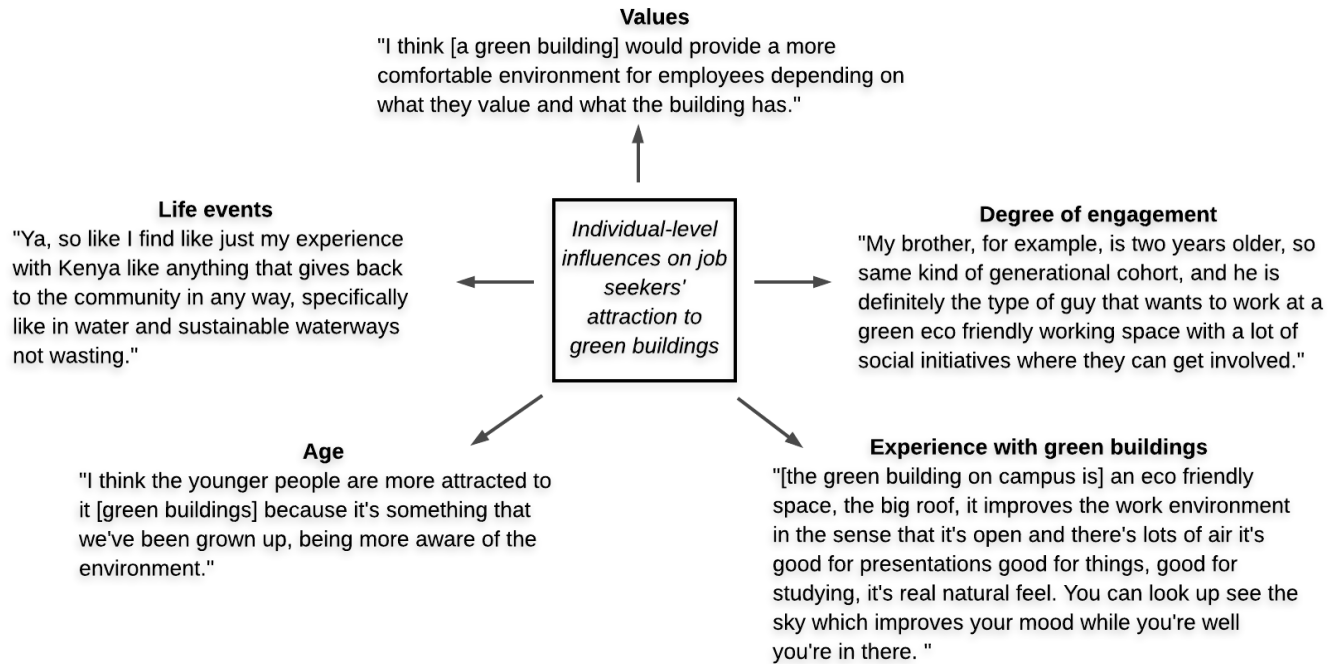 Values
"I think [a green building] would provide a more
comfortable environment for employees depending on
what they value and what the building has."
Life events
"Ya, so like I find like just my experience
with Kenya like anything that gives back
to the community in any way, specifically
like in water and sustainable waterways
not wasting."
Individual-level
influences on job
seekers'
attraction to
green buildings
Degree of engagement
"My brother, for example, is two years older, so
same kind of generational cohort, and he is
definitely the type of guy that wants to work at a
green eco friendly working space with a lot of
social initiatives where they can get involved."
Age
"I think the younger people are more attracted to
it [green buildings] because it's something that
we've been grown up, being more aware of the
environment."
Experience with green buildings
"[the green building on campus is] an eco friendly
space, the big roof, it improves the work environment
in the sense that it's open and there's lots of air it's
good for presentations good for things, good for
studying, it's real natural feel. You can look up see the
sky which improves your mood while you're well
you're in there. "